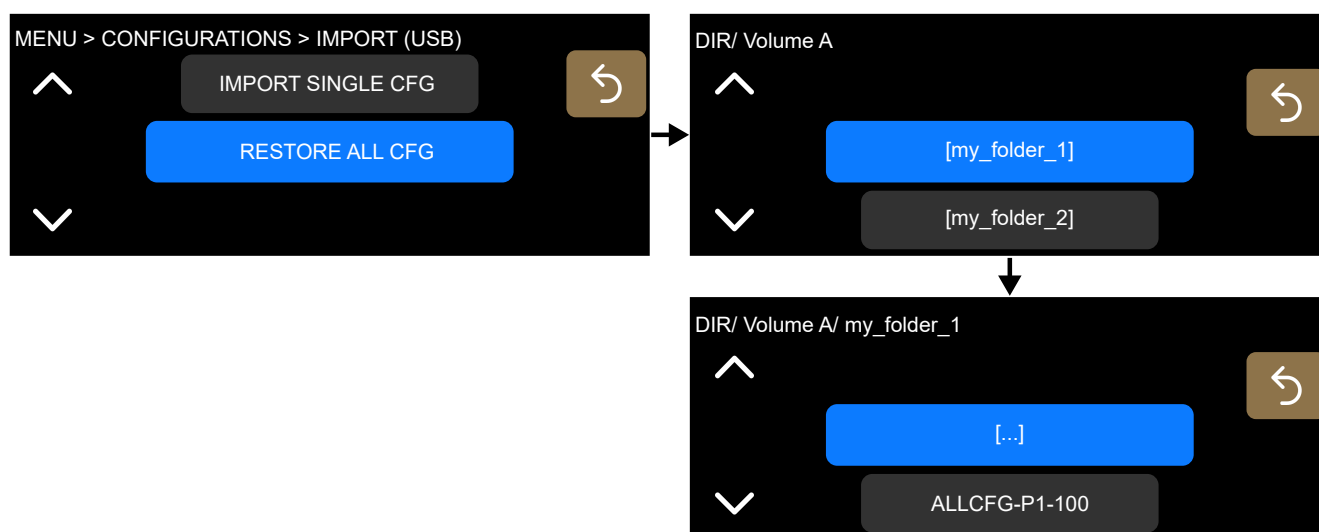 MENU > CONFIGURATIONS > IMPORT (USB)
IMPORT SINGLE CFG
RESTORE ALL CFG
DIR/ Volume A
[my_folder_1]
[my_folder_2]
DIR/ Volume A/ my_folder_1
[...]
ALLCFG-P1-100